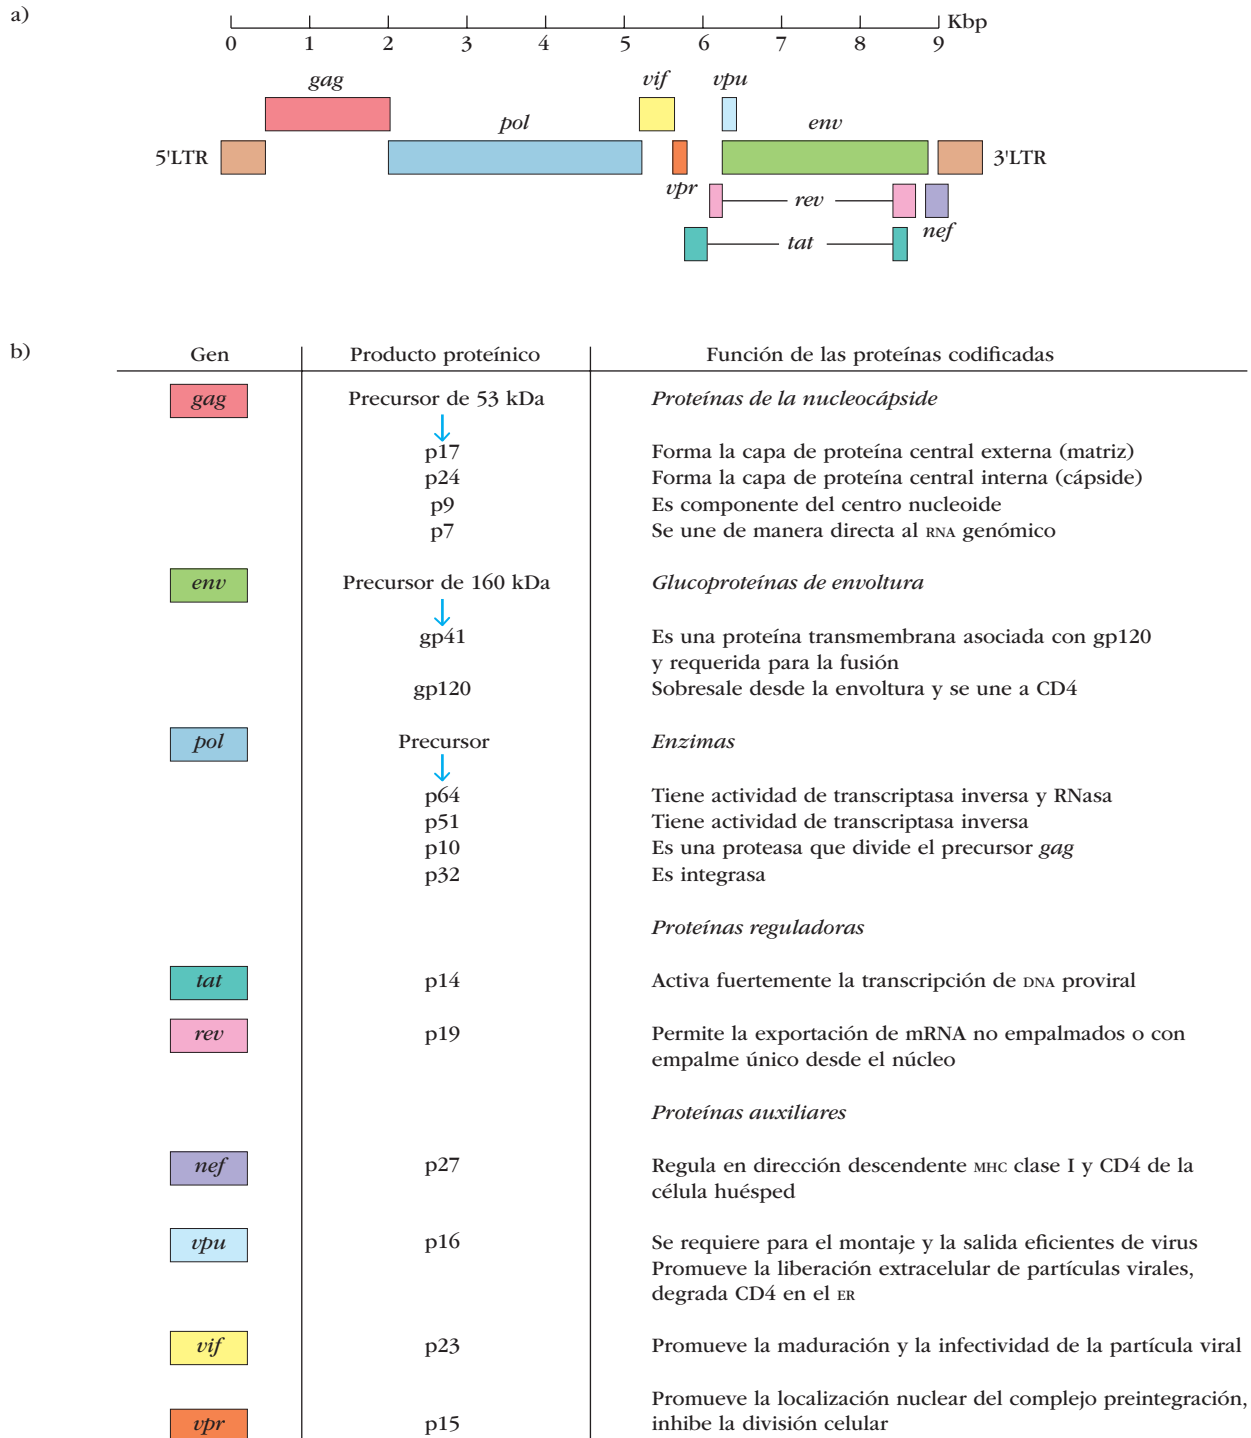 a)
Kbp
0 1 2 3 4 5 6 7 8 9
gag vif vpu
pol env
5'LTR 3'LTR
vpr rev nef
tat
b)
Gen Producto proteínico Función de las proteínas codificadas
gag Precursor de 53 kDa Proteínas de la nucleocápside
p17 Forma la capa de proteína central externa (matriz)
p24 Forma la capa de proteína central interna (cápside)
p9 Es componente del centro nucleoide
p7 Se une de manera directa al RNA genómico
env Precursor de 160 kDa Glucoproteínas de envoltura
gp41 Es una proteína transmembrana asociada con gp120
y requerida para la fusión
gp120 Sobresale desde la envoltura y se une a CD4
pol Precursor Enzimas
p64 Tiene actividad de transcriptasa inversa y RNasa
p51 Tiene actividad de transcriptasa inversa
p10 Es una proteasa que divide el precursor gag
p32 Es integrasa
Proteínas reguladoras
tat p14 Activa fuertemente la transcripción de DNA proviral
rev p19 Permite la exportación de mRNA no empalmados o con
empalme único desde el núcleo
Proteínas auxiliares
nef p27 Regula en dirección descendente MHC clase I y CD4 de la
célula huésped
vpu p16 Se requiere para el montaje y la salida eficientes de virus
Promueve la liberación extracelular de partículas virales,
degrada CD4 en el ER
vif p23 Promueve la maduración y la infectividad de la partícula viral
Promueve la localización nuclear del complejo preintegración,
vpr p15 inhibe la división celular